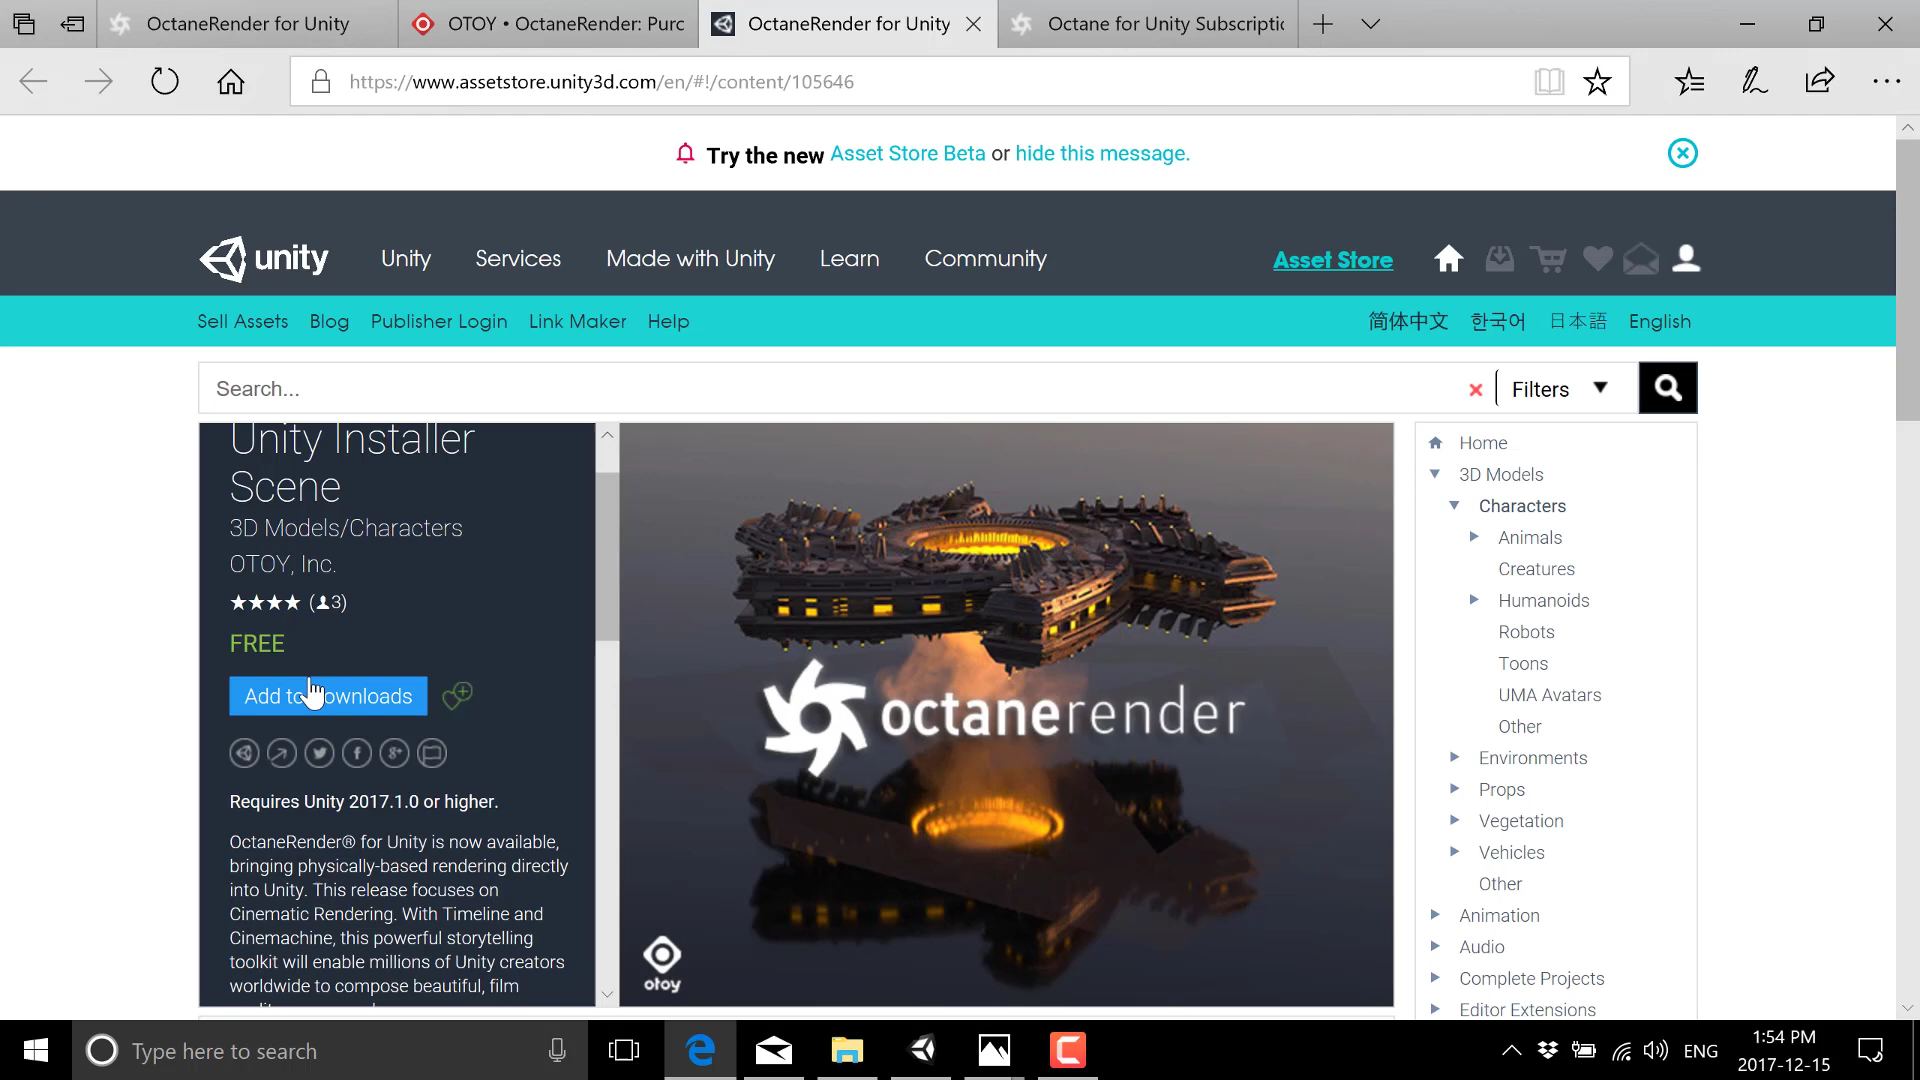 OctaneRender for Unity
OTOY • OctaneRender: Purc
OctaneRender for Unity
Octane for Unity Subscriptic
https://www.assetstore.unity3d.com/en/#!/content/105646
Try the new Asset Store Beta or hide this message.
unity
Unity
Services
Made with Unity
Learn
Community
Asset Store
Sell Assets
Blog
Publisher Login
Link Maker
Help
简体中文
한국어
日本語
English
Search...
Filters
Unity Installer
Scene
3D Models/Characters
OTOY, Inc.
★★★★ (3)
FREE
Add to Downloads
Requires Unity 2017.1.0 or higher.
OctaneRender® for Unity is now available,
bringing physically-based rendering directly
into Unity. This release focuses on
Cinematic Rendering. With Timeline and
Cinemachine, this powerful storytelling
toolkit will enable millions of Unity creators
worldwide to compose beautiful, film
octanerender
otoy
Home
3D Models
Characters
Animals
Creatures
Humanoids
Robots
Toons
UMA Avatars
Other
Environments
Props
Vegetation
Vehicles
Other
Animation
Audio
Complete Projects
Editor Extensions
Type here to search
ENG
1:54 PM
2017-12-15